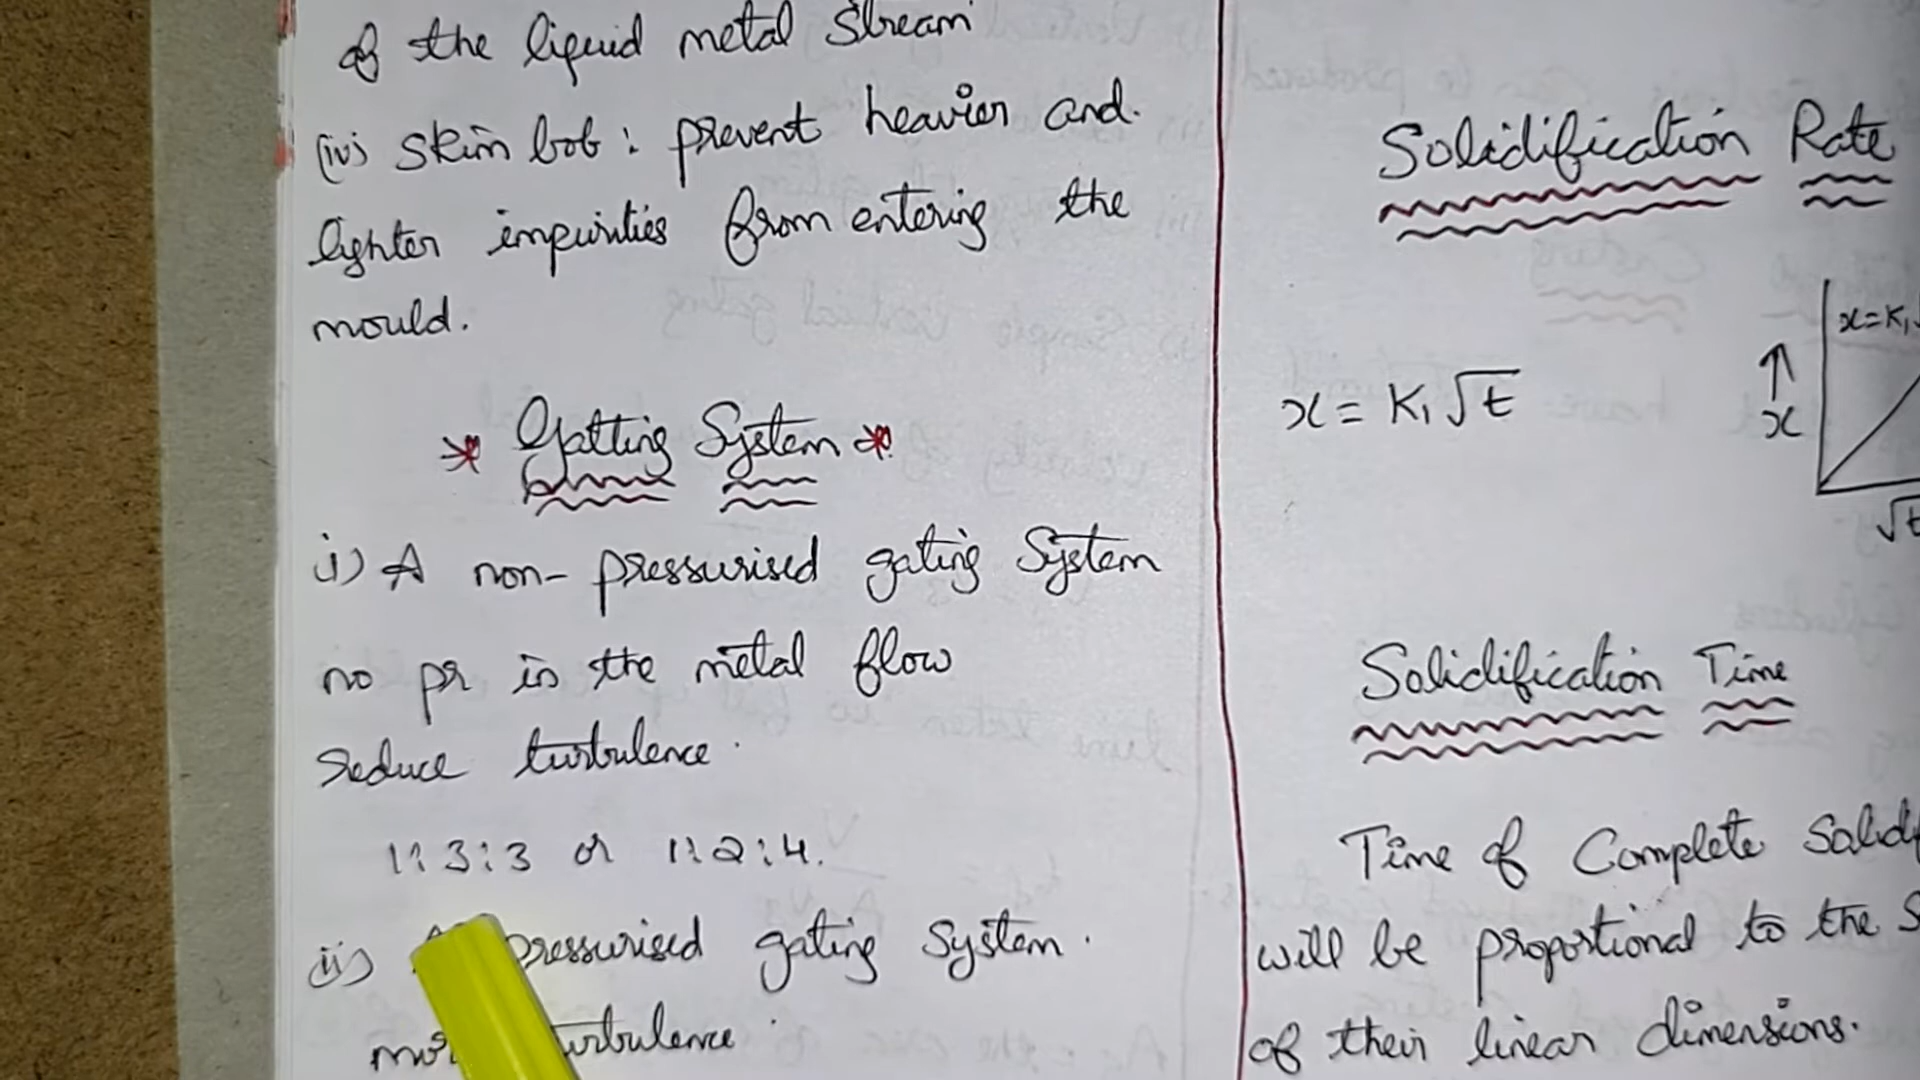 of the liquid metal stream
(iv) skim bob : prevent heavier and.
lighter impurities from entering the
mould.
* Gatting System *
i) A non-pressurised gating System
no pr in the metal flow
reduce turbulence.
1:3:3 or 1:2:4.
ii) pressurised gating System.
turbulence.
Solidification Rate
x = K₁√t
x=K₁
↑
x
√t
Solidification Time
Time of Complete Solid
will be proportional to the S
of their linear dimensions.